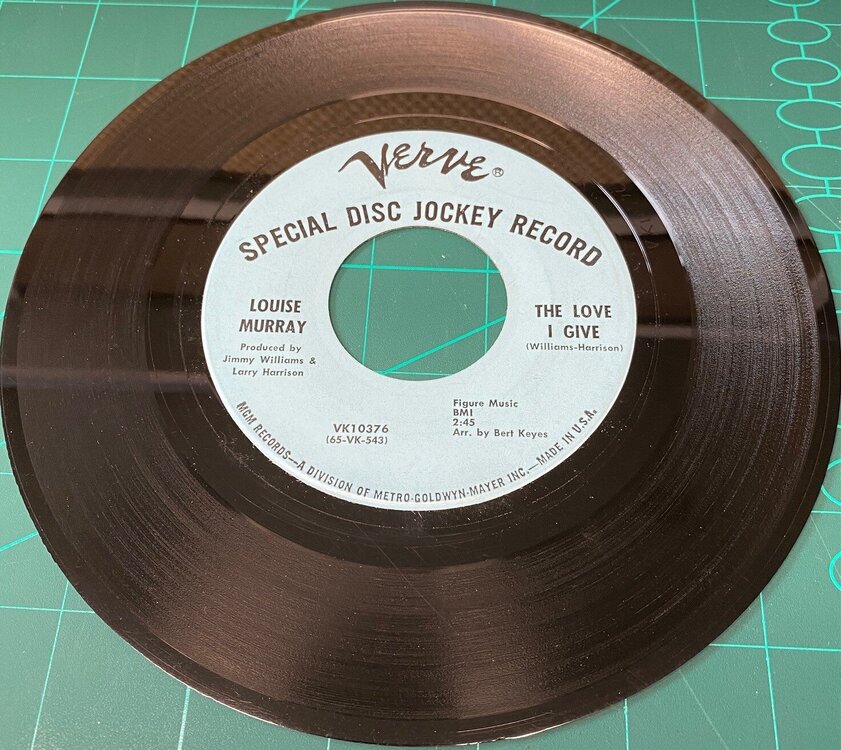 VERVE®
SPECIAL DISC JOCKEY RECORD
LOUISE
MURRAY
Produced by
Jimmy Williams &
Larry Harrison
THE LOVE
I GIVE
(Williams-Harrison)
VK10376
(65-VK-543)
Figure Music
BMI
2:45
Arr. by Bert Keyes
MGM RECORDS—A DIVISION OF METRO-GOLDWYN-MAYER INC.—MADE IN U.S.A.